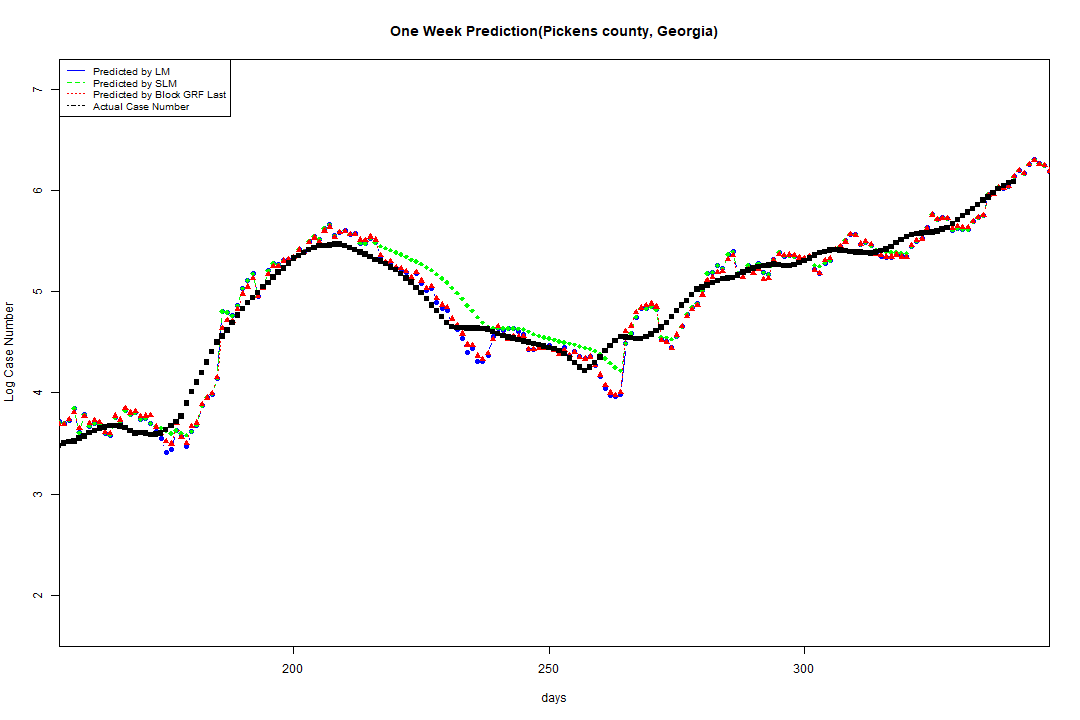 One Week Prediction(Pickens county, Georgia)
Predicted by LM
Predicted by SLM
Predicted by Block GRF Last
Actual Case Number
7
6
5
4
3
2
Log Case Number
200
250
300
days